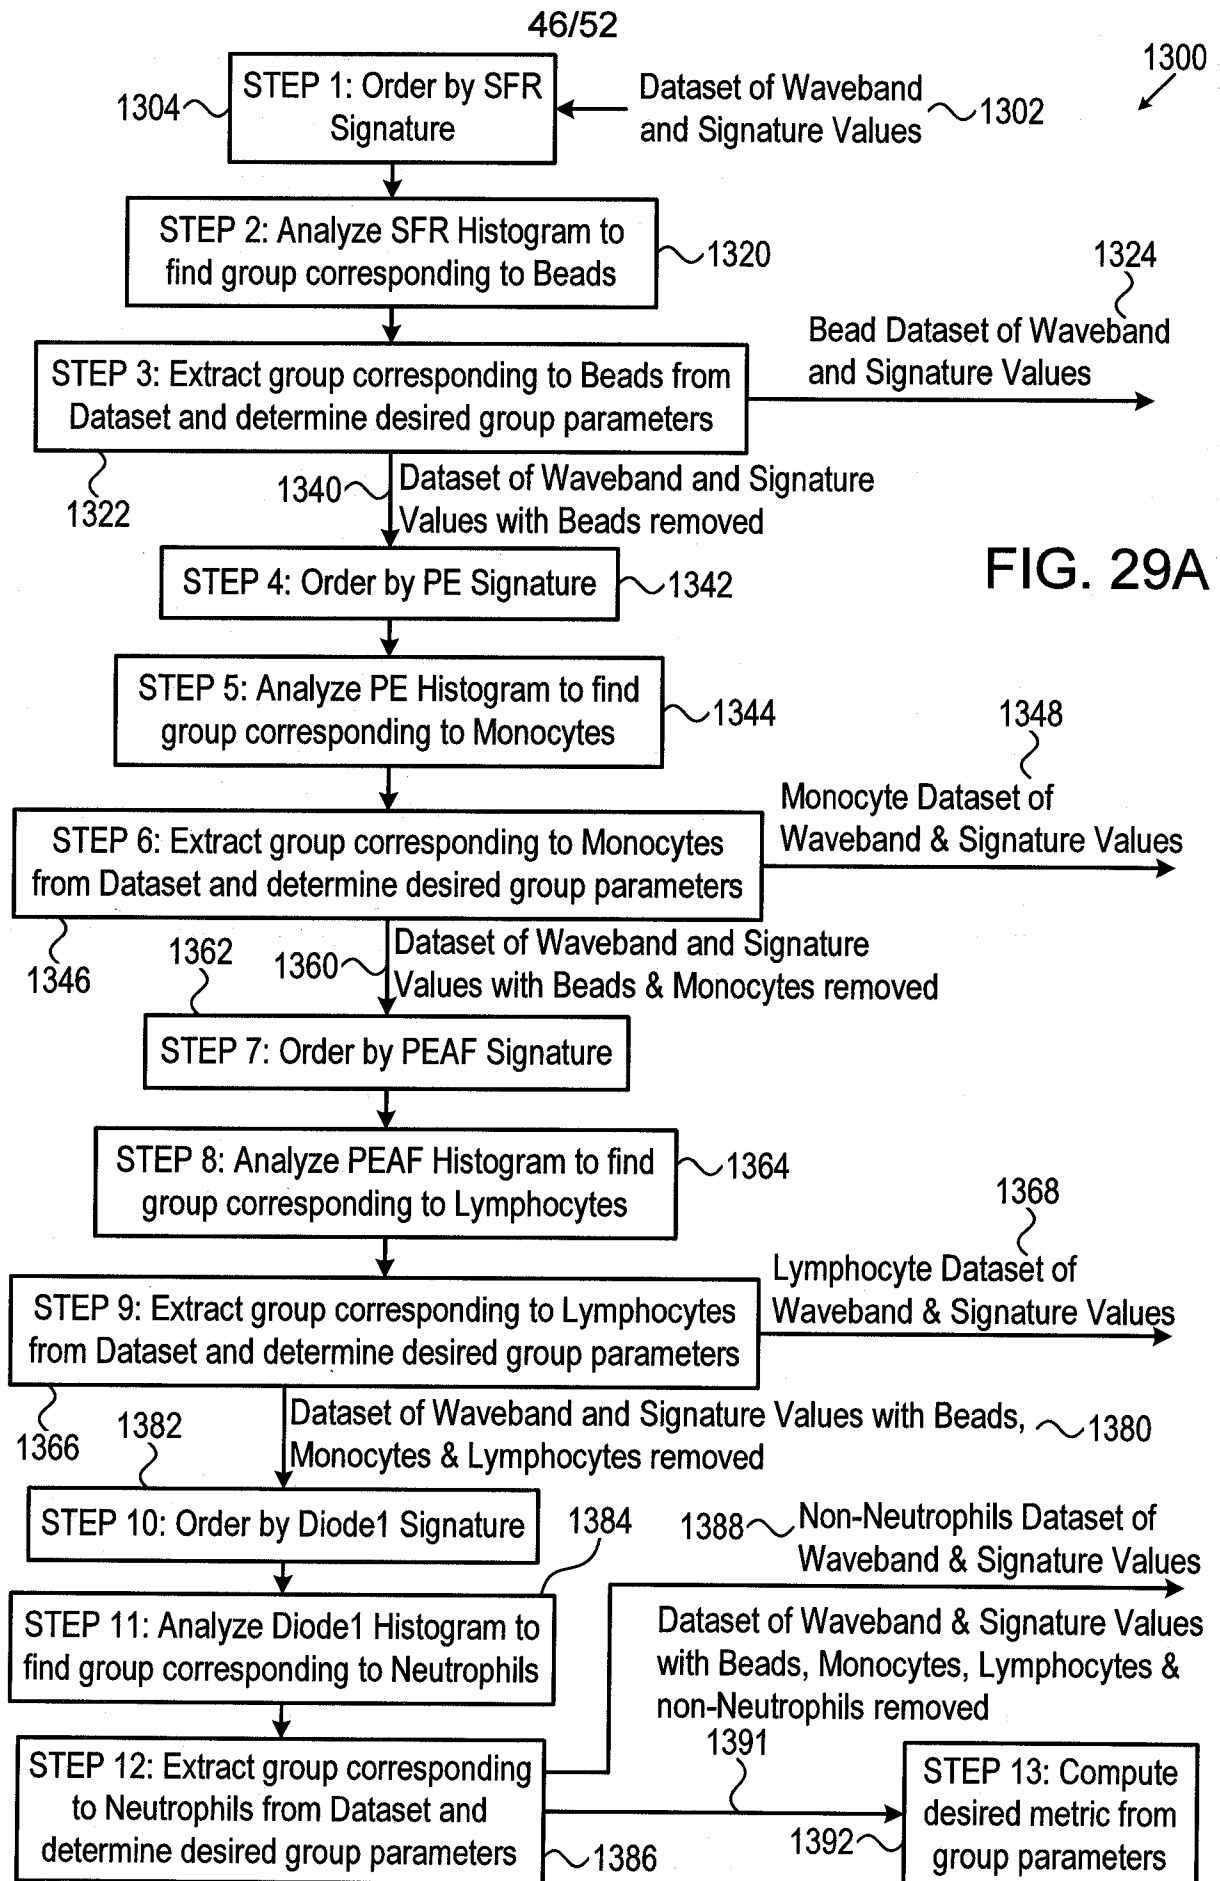 46/52
1300
STEP 1: Order by SFR
Signature
1304
Dataset of Waveband
and Signature Values
1302
STEP 2: Analyze SFR Histogram to
find group corresponding to Beads
1320
1324
Bead Dataset of Waveband
and Signature Values
STEP 3: Extract group corresponding to Beads from
Dataset and determine desired group parameters
1322
1340
Dataset of Waveband and Signature
Values with Beads removed
FIG. 29A
STEP 4: Order by PE Signature
1342
STEP 5: Analyze PE Histogram to find
group corresponding to Monocytes
1344
1348
Monocyte Dataset of
Waveband & Signature Values
STEP 6: Extract group corresponding to Monocytes
from Dataset and determine desired group parameters
1346
1362
1360
Dataset of Waveband and Signature
Values with Beads & Monocytes removed
STEP 7: Order by PEAF Signature
STEP 8: Analyze PEAF Histogram to find
group corresponding to Lymphocytes
1364
1368
Lymphocyte Dataset of
Waveband & Signature Values
STEP 9: Extract group corresponding to Lymphocytes
from Dataset and determine desired group parameters
1366
1382
Dataset of Waveband and Signature Values with Beads,
Monocytes & Lymphocytes removed
1380
STEP 10: Order by Diode1 Signature
1384
1388
Non-Neutrophils Dataset of
Waveband & Signature Values
STEP 11: Analyze Diode1 Histogram to
find group corresponding to Neutrophils
Dataset of Waveband & Signature Values
with Beads, Monocytes, Lymphocytes &
non-Neutrophils removed
1391
STEP 12: Extract group corresponding
to Neutrophils from Dataset and
determine desired group parameters
1386
STEP 13: Compute
desired metric from
group parameters
1392